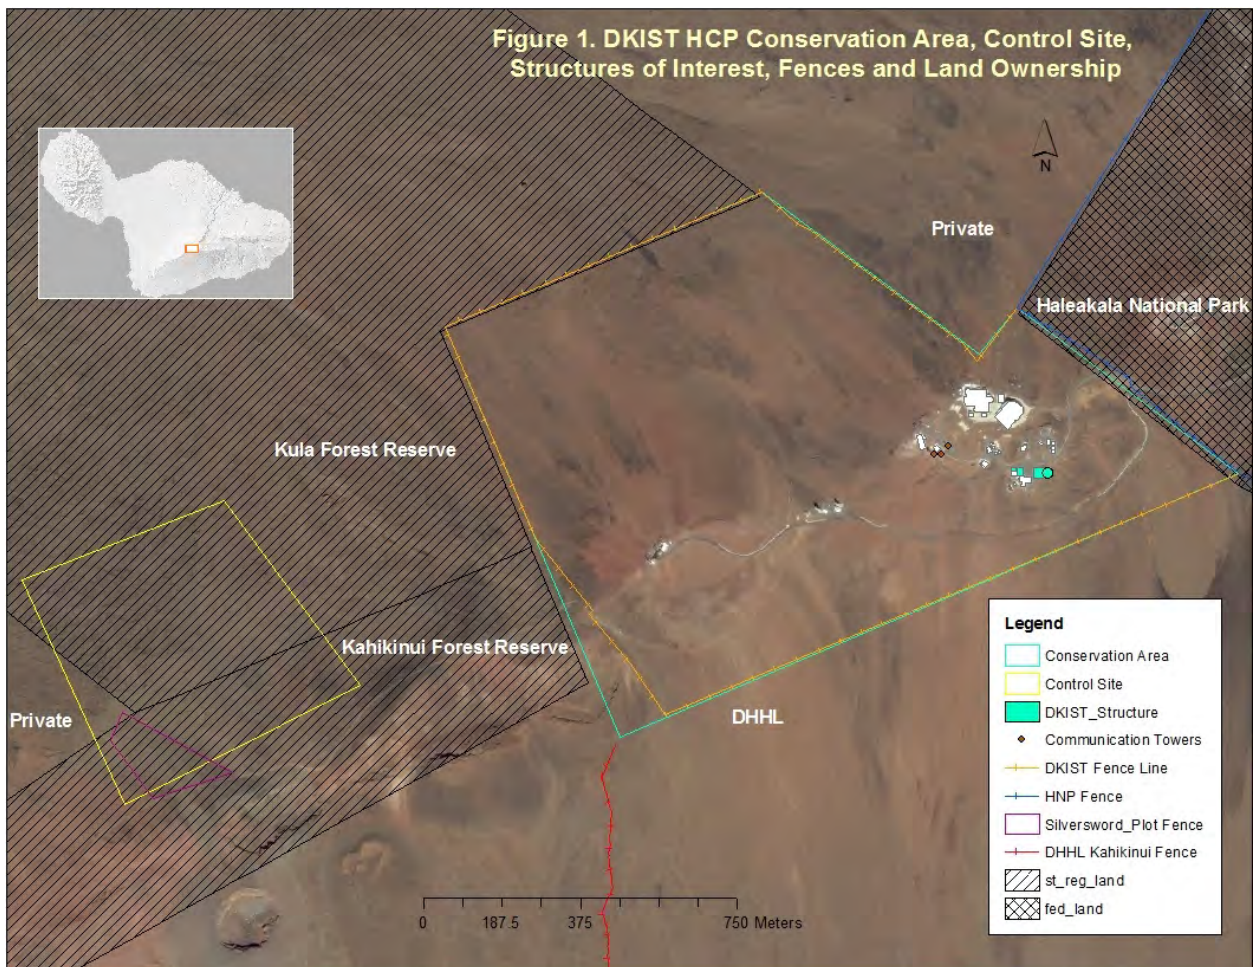 Figure 1. DKIST HCP Conservation Area, Control Site,
Structures of Interest, Fences and Land Ownership
N
Private
Haleakala National Park
Kula Forest Reserve
Kahikinui Forest Reserve
Private
DHHL
Legend
Conservation Area
Control Site
DKIST_Structure
Communication Towers
DKIST Fence Line
HNP Fence
Silversword_Plot Fence
DHHL Kahikinui Fence
st_reg_land
fed_land
0 187.5 375 750 Meters